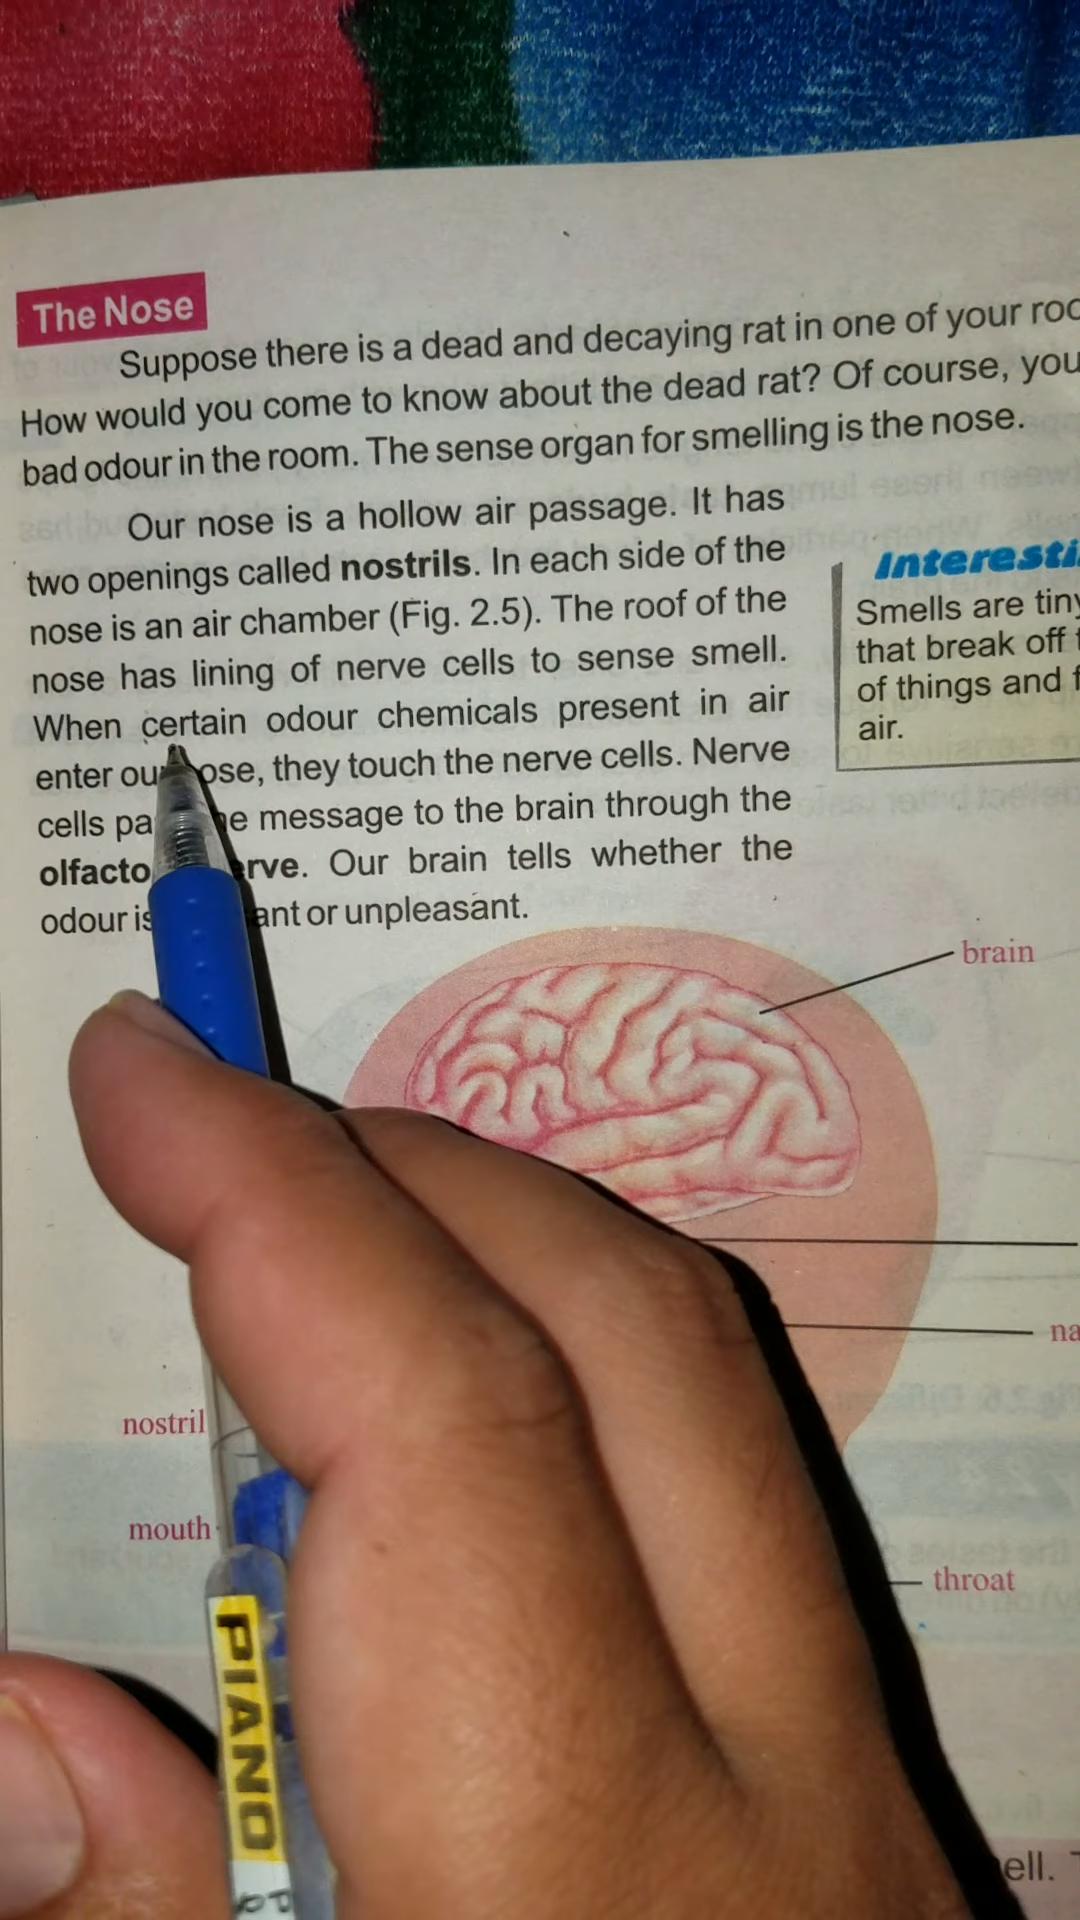 The Nose
Suppose there is a dead and decaying rat in one of your
How would you come to know about the dead rat? Of course, you
bad odour in the room. The sense organ for smelling is the nose.
Our nose is a hollow air passage. It has
two openings called nostrils. In each side of the
nose is an air chamber (Fig. 2.5). The roof of the
nose has lining of nerve cells to sense smell.
When certain odour chemicals present in air
enter ose, they touch the nerve cells. Nerve
cells pa e message to the brain through the
olfacto rve. Our brain tells whether the
odour is ant or unpleasant.
Interesti
Smells are tiny
that break off
of things and
air.
brain
na
nostril
mouth
throat
PIANO
ell.